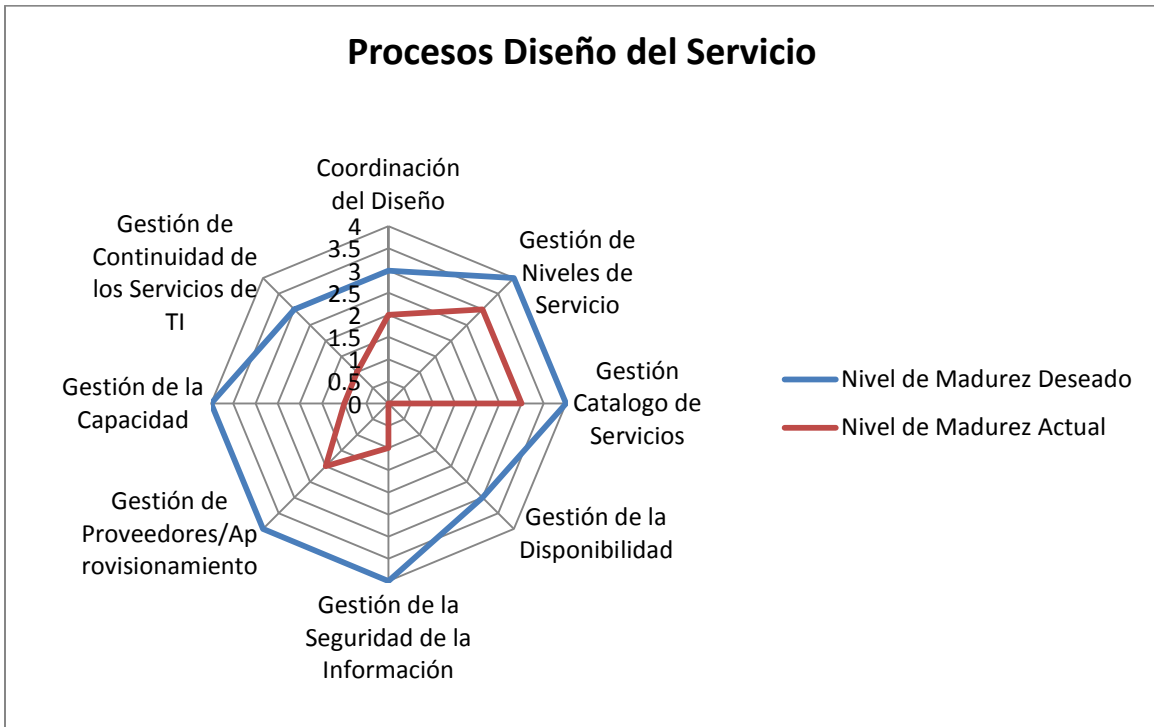 Procesos Diseño del Servicio
Coordinación
del Diseño
Gestión de
Niveles de
Servicio
Gestión
Catalogo de
Servicios
Gestión de la
Disponibilidad
Gestión de la
Seguridad de la
Información
Gestión de
Proveedores/Ap
rovisionamiento
Gestión de la
Capacidad
Gestión de
Continuidad de
los Servicios de
TI
4
3.5
3
2.5
2
1.5
1
0.5
0
Nivel de Madurez Deseado
Nivel de Madurez Actual